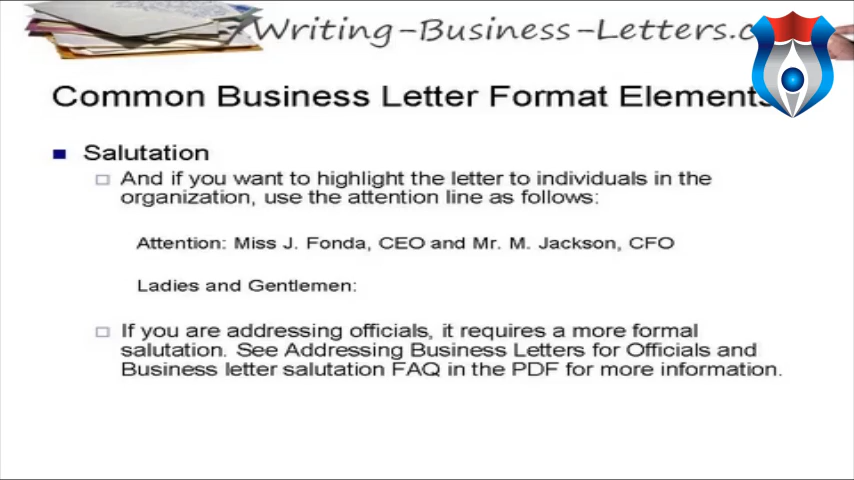 Writing-Business-Letters.c
Common Business Letter Format Elements
Salutation
And if you want to highlight the letter to individuals in the
organization, use the attention line as follows:
Attention: Miss J. Fonda, CEO and Mr. M. Jackson, CFO
Ladies and Gentlemen:
If you are addressing officials, it requires a more formal
salutation. See Addressing Business Letters for Officials and
Business letter salutation FAQ in the PDF for more information.